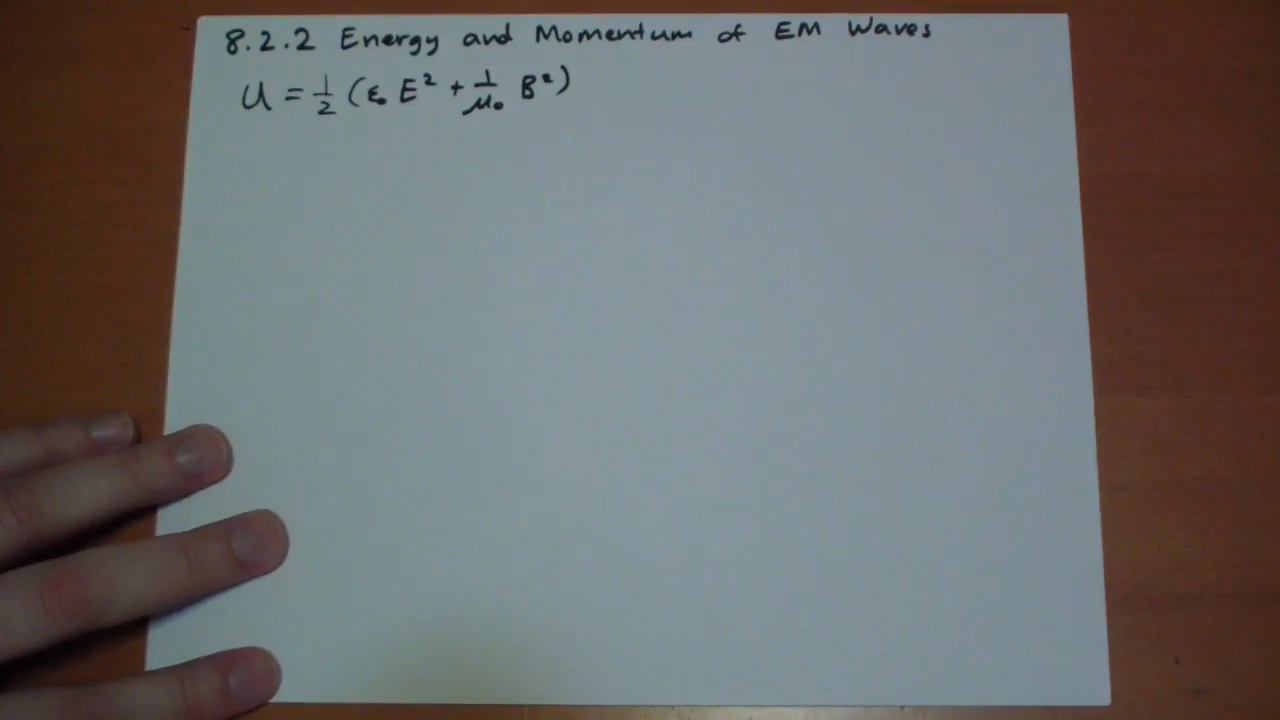 8.2.2 Energy and Momentum of EM Waves
U = 1/2 (ε₀ E² + 1/μ₀ B²)